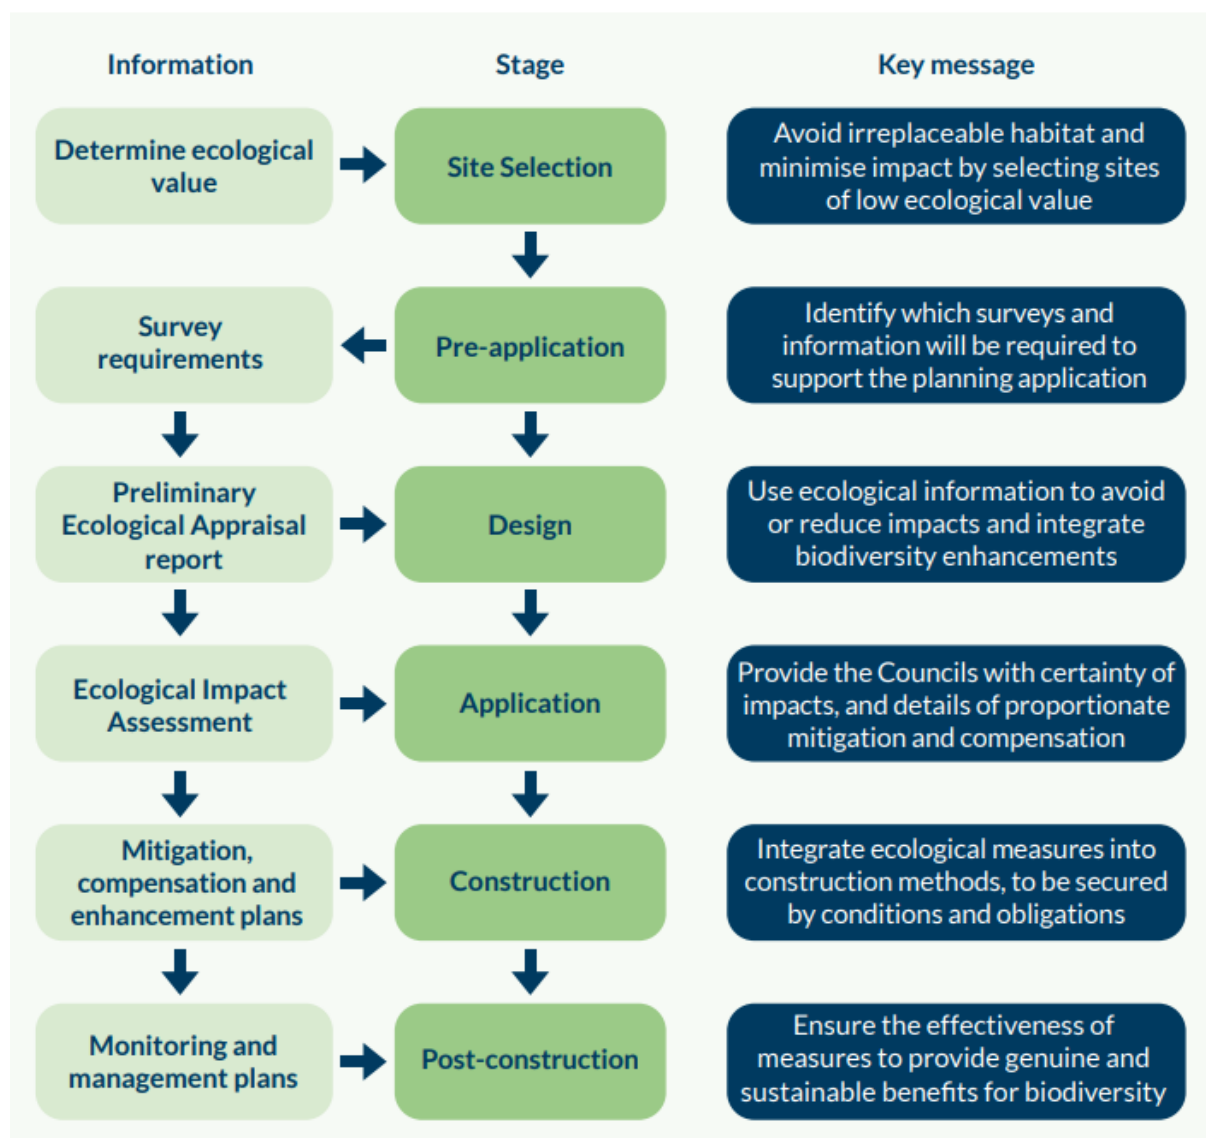 Information
Stage
Key message
Determine ecological
value
Site Selection
Avoid irreplaceable habitat and
minimise impact by selecting sites
of low ecological value
Survey
requirements
Pre-application
Identify which surveys and
information will be required to
support the planning application
Preliminary
Ecological Appraisal
report
Design
Use ecological information to avoid
or reduce impacts and integrate
biodiversity enhancements
Ecological Impact
Assessment
Application
Provide the Councils with certainty of
impacts, and details of proportionate
mitigation and compensation
Mitigation,
compensation and
enhancement plans
Construction
Integrate ecological measures into
construction methods, to be secured
by conditions and obligations
Monitoring and
management plans
Post-construction
Ensure the effectiveness of
measures to provide genuine and
sustainable benefits for biodiversity